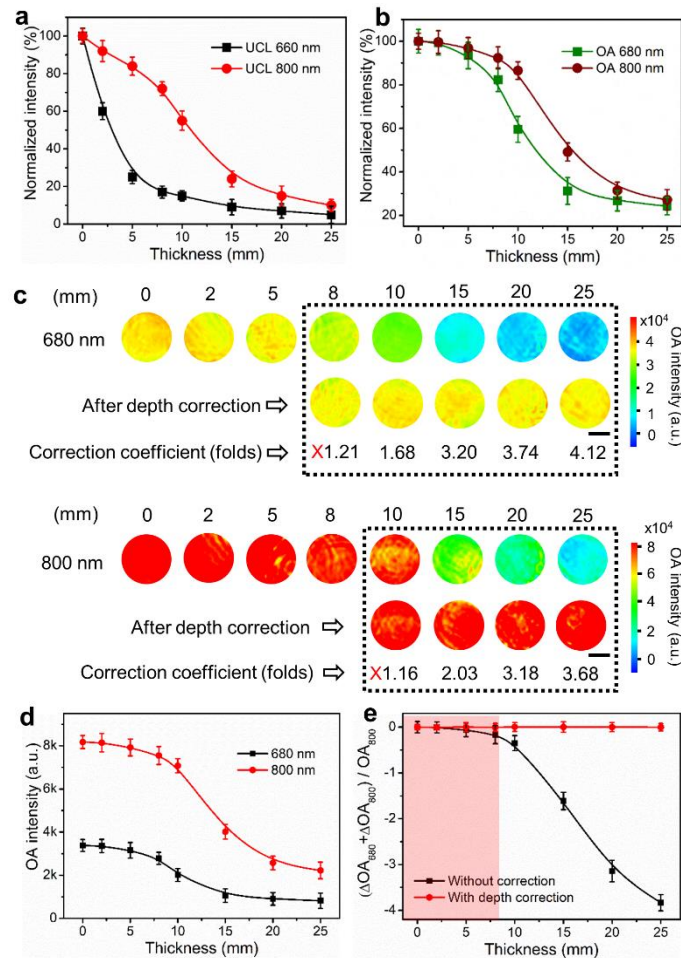 a
Normalized intensity (%)
100
80
60
40
20
0
UCL 660 nm
UCL 800 nm
0 5 10 15 20 25
Thickness (mm)
b
Normalized intensity (%)
100
80
60
40
20
OA 680 nm
OA 800 nm
0 5 10 15 20 25
Thickness (mm)
c
(mm) 0 2 5 8 10 15 20 25
680 nm
After depth correction ⇨
Correction coefficient (folds) ⇨ X1.21 1.68 3.20 3.74 4.12
×10⁴
4
3
2
1
0
OA intensity (a.u.)
(mm) 0 2 5 8 10 15 20 25
800 nm
After depth correction ⇨
Correction coefficient (folds) ⇨ X1.16 2.03 3.18 3.68
×10⁴
8
6
4
2
0
OA intensity (a.u.)
d
OA intensity (a.u.)
8k
6k
4k
2k
0
680 nm
800 nm
0 5 10 15 20 25
Thickness (mm)
e
(ΔOA₆₈₀+ΔOA₈₀₀) / OA₈₀₀
0
-1
-2
-3
-4
Without correction
With depth correction
0 5 10 15 20 25
Thickness (mm)